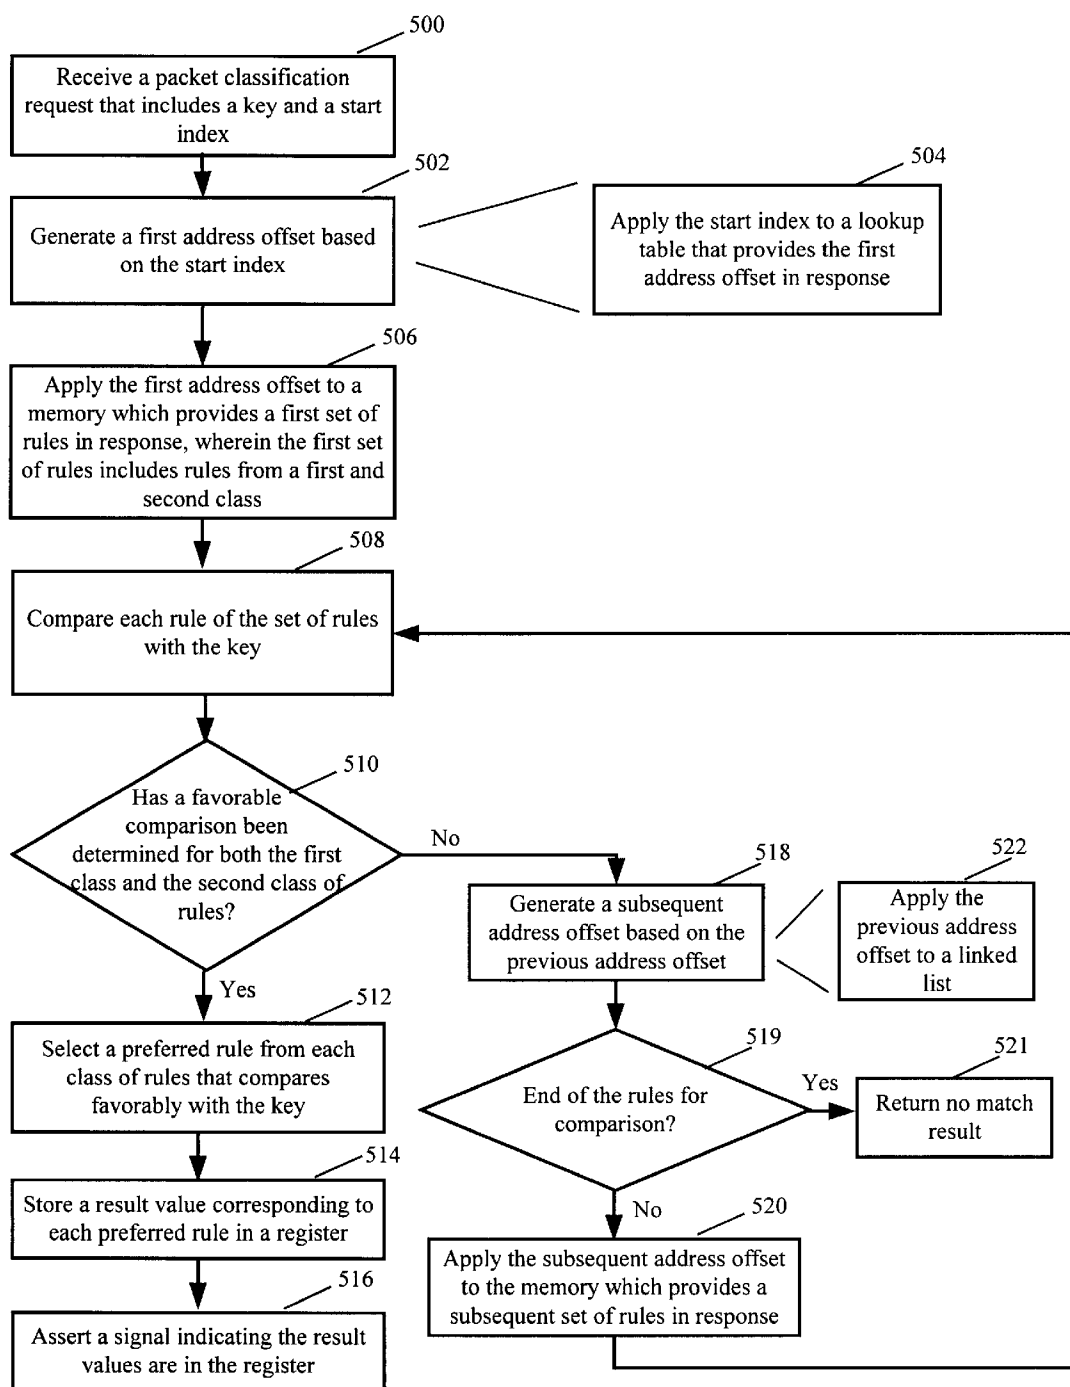 500
Receive a packet classification
request that includes a key and a start
index
502
Generate a first address offset based
on the start index
504
Apply the start index to a lookup
table that provides the first
address offset in response
506
Apply the first address offset to a
memory which provides a first set of
rules in response, wherein the first set
of rules includes rules from a first and
second class
508
Compare each rule of the set of rules
with the key
510
Has a favorable
comparison been
determined for both the first
class and the second class of
rules?
No
Yes
518
Generate a subsequent
address offset based on the
previous address offset
522
Apply the
previous address
offset to a linked
list
512
Select a preferred rule from each
class of rules that compares
favorably with the key
519
End of the rules for
comparison?
Yes
521
Return no match
result
514
Store a result value corresponding to
each preferred rule in a register
No
520
Apply the subsequent address offset
to the memory which provides a
subsequent set of rules in response
516
Assert a signal indicating the result
values are in the register